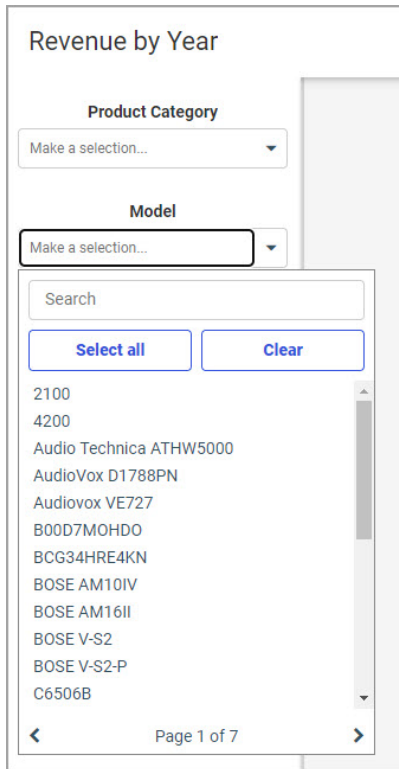 Revenue by Year
Product Category
Make a selection...
Model
Make a selection...
Search
Select all Clear
2100
4200
Audio Technica ATHW5000
AudioVox D1788PN
Audiovox VE727
B00D7MOHDO
BCG34HRE4KN
BOSE AM10IV
BOSE AM16II
BOSE V-S2
BOSE V-S2-P
C6506B
Page 1 of 7